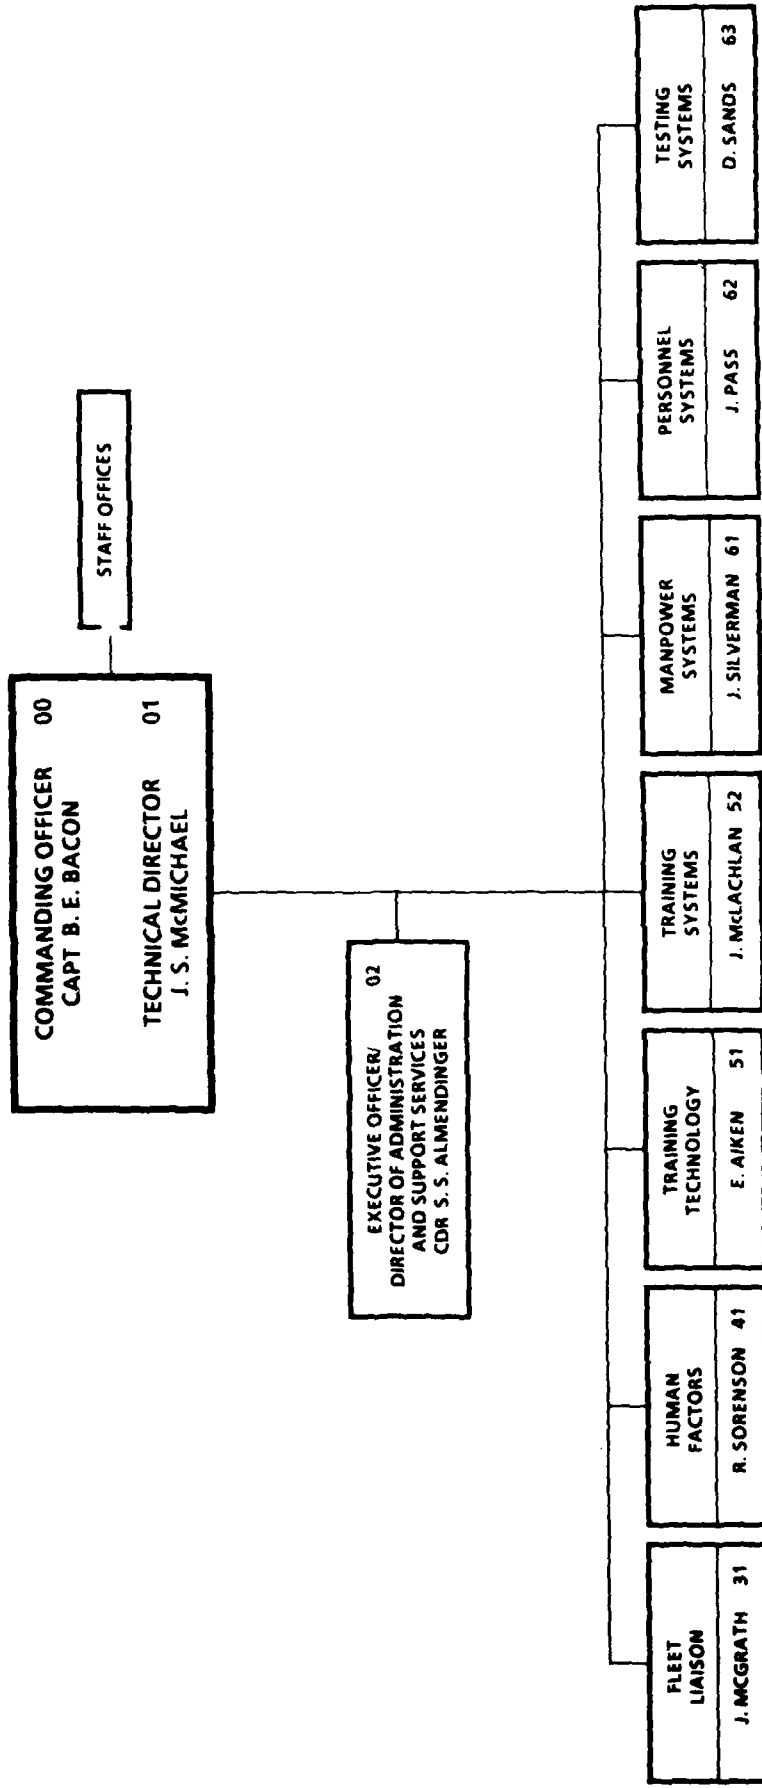 COMMANDING OFFICER 00
CAPT B. E. BACON
TECHNICAL DIRECTOR 01
J. S. McMICHAEL
STAFF OFFICES
EXECUTIVE OFFICER/ 02
DIRECTOR OF ADMINISTRATION
AND SUPPORT SERVICES
CDR S. S. ALMENDINGER
FLEET
LIAISON
J. MCGRATH 31
HUMAN
FACTORS
R. SORENSON 41
TRAINING
TECHNOLOGY
E. AIKEN 51
TRAINING
SYSTEMS
J. McLACHLAN 52
MANPOWER
SYSTEMS
J. SILVERMAN 61
PERSONNEL
SYSTEMS
J. PASS 62
TESTING
SYSTEMS
D. SANDS 63